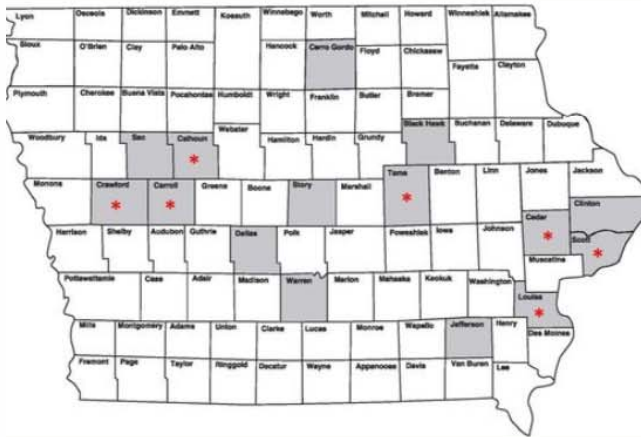 Lyon Osceola Dickinson Emmett Kossuth Winnebago Worth Mitchell Howard Winneshiek Allamakee
Sioux O'Brien Clay Palo Alto Hancock Cerro Gordo Floyd Chickasaw
Fayette Clayton
Plymouth Cherokee Buena Vista Pocahontas Humboldt Wright Franklin Butler Bremer
Woodbury Ida Sac Calhoun Webster Hamilton Hardin Grundy Black Hawk Buchanan Delaware Dubuque
Monona Crawford Carroll Greene Boone Story Marshall Tama Benton Linn Jones Jackson
Clinton
Harrison Shelby Audubon Guthrie Dallas Polk Jasper Poweshiek Iowa Johnson Cedar Scott
Muscatine
Pottawattamie Cass Adair Madison Warren Marion Mahaska Keokuk Washington Louisa
Mills Montgomery Adams Union Clarke Lucas Monroe Wapello Jefferson Henry Des Moines
Fremont Page Taylor Ringgold Decatur Wayne Appanoose Davis Van Buren Lee